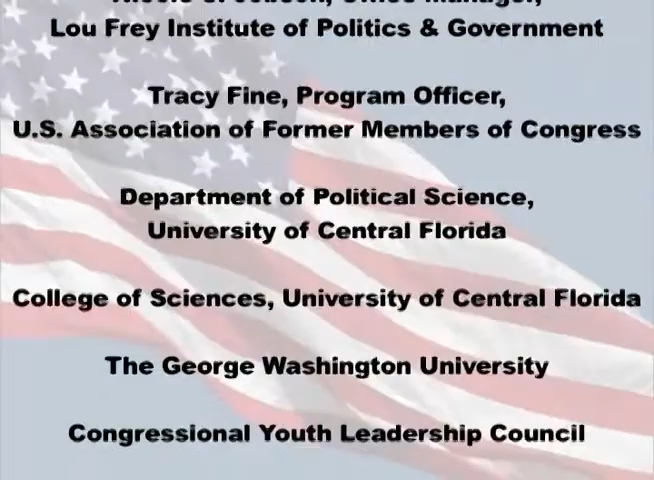 Office Manager,
Lou Frey Institute of Politics & Government
Tracy Fine, Program Officer,
U.S. Association of Former Members of Congress
Department of Political Science,
University of Central Florida
College of Sciences, University of Central Florida
The George Washington University
Congressional Youth Leadership Council